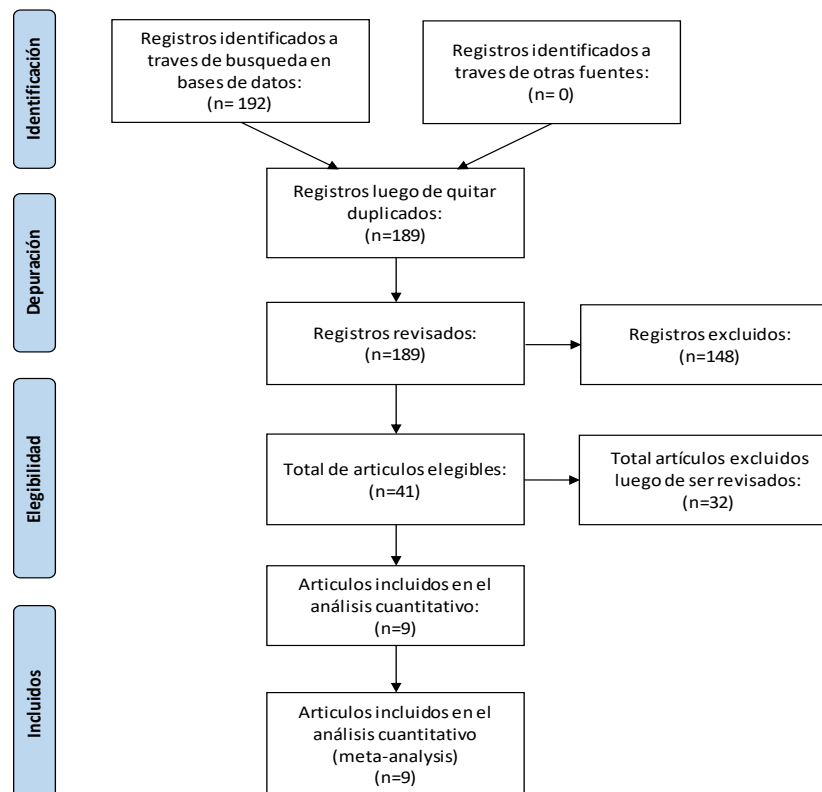 Identificación
Registros identificados a
traves de busqueda en
bases de datos:
(n= 192)
Registros identificados a
traves de otras fuentes:
(n= 0)
Depuración
Registros luego de quitar
duplicados:
(n=189)
Registros revisados:
(n=189)
Registros excluidos:
(n=148)
Elegibilidad
Total de articulos elegibles:
(n=41)
Total artículos excluidos
luego de ser revisados:
(n=32)
Articulos incluidos en el
análisis cuantitativo:
(n=9)
Incluidos
Articulos incluidos en el
análisis cuantitativo
(meta-analysis)
(n=9)